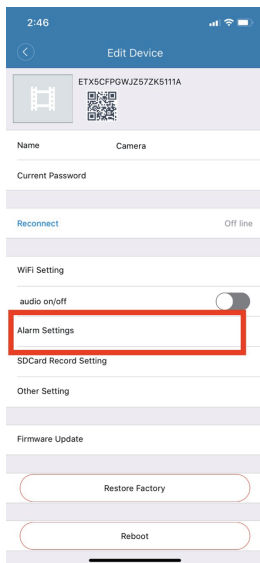 2:46
Edit Device
ETX5CFPGWJZ57ZK5111A
Name Camera
Current Password
Reconnect Off line
WiFi Setting
audio on/off
Alarm Settings
SDCard Record Setting
Other Setting
Firmware Update
Restore Factory
Reboot